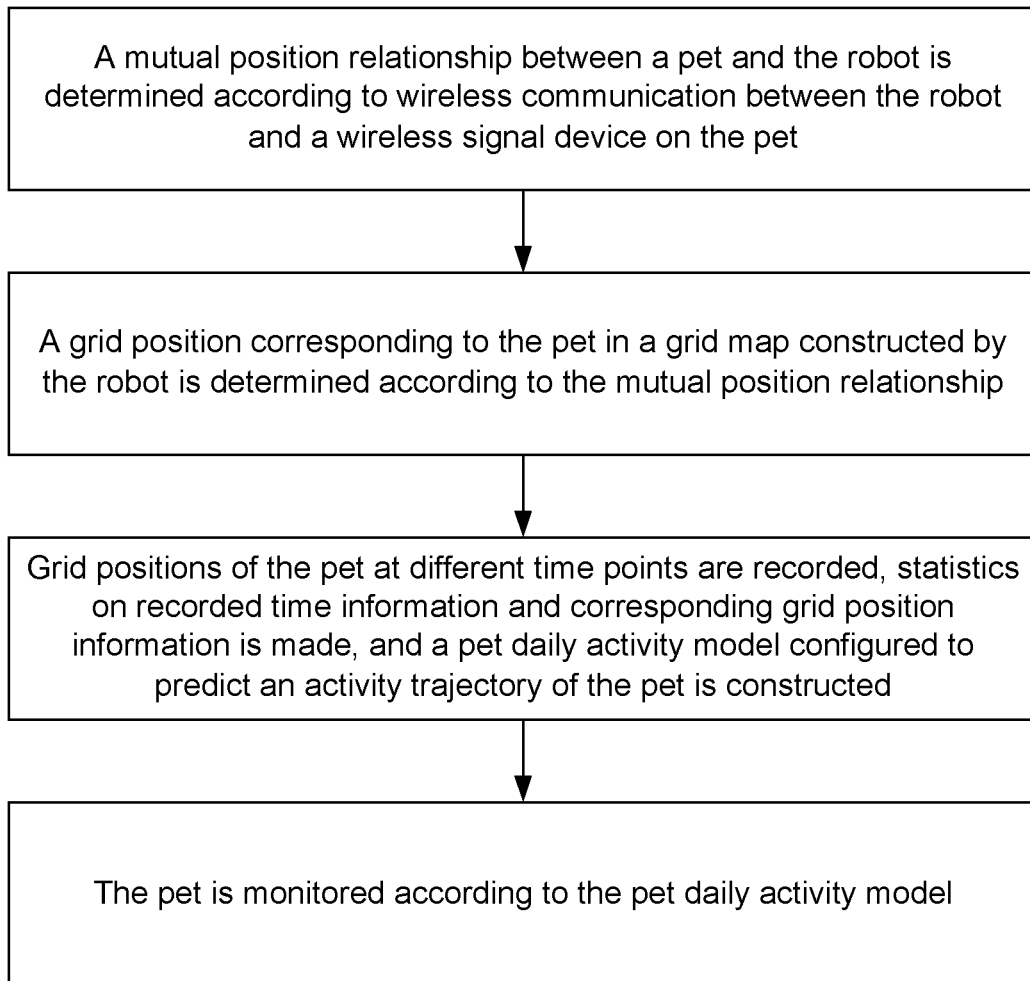 A mutual position relationship between a pet and the robot is
determined according to wireless communication between the robot
and a wireless signal device on the pet
A grid position corresponding to the pet in a grid map constructed by
the robot is determined according to the mutual position relationship
Grid positions of the pet at different time points are recorded, statistics
on recorded time information and corresponding grid position
information is made, and a pet daily activity model configured to
predict an activity trajectory of the pet is constructed
The pet is monitored according to the pet daily activity model